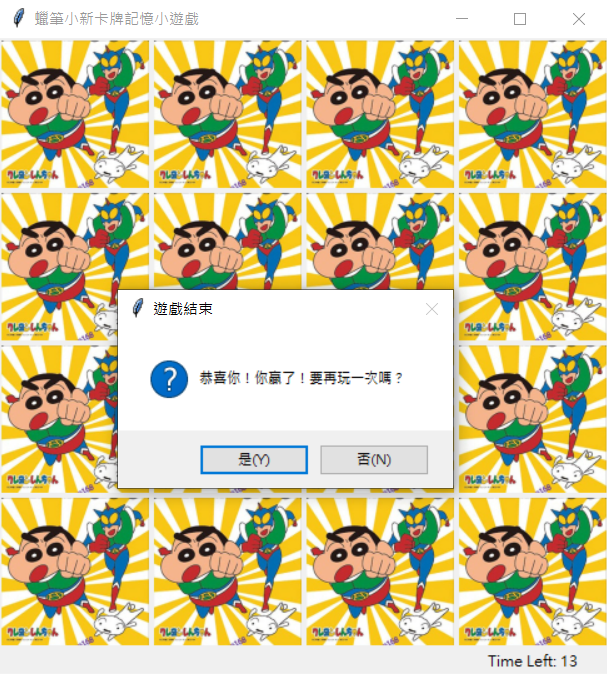 蠟筆小新卡牌記憶小遊戲
遊戲結束
恭喜你！你贏了！要再玩一次嗎？
是(Y)
否(N)
Time Left: 13